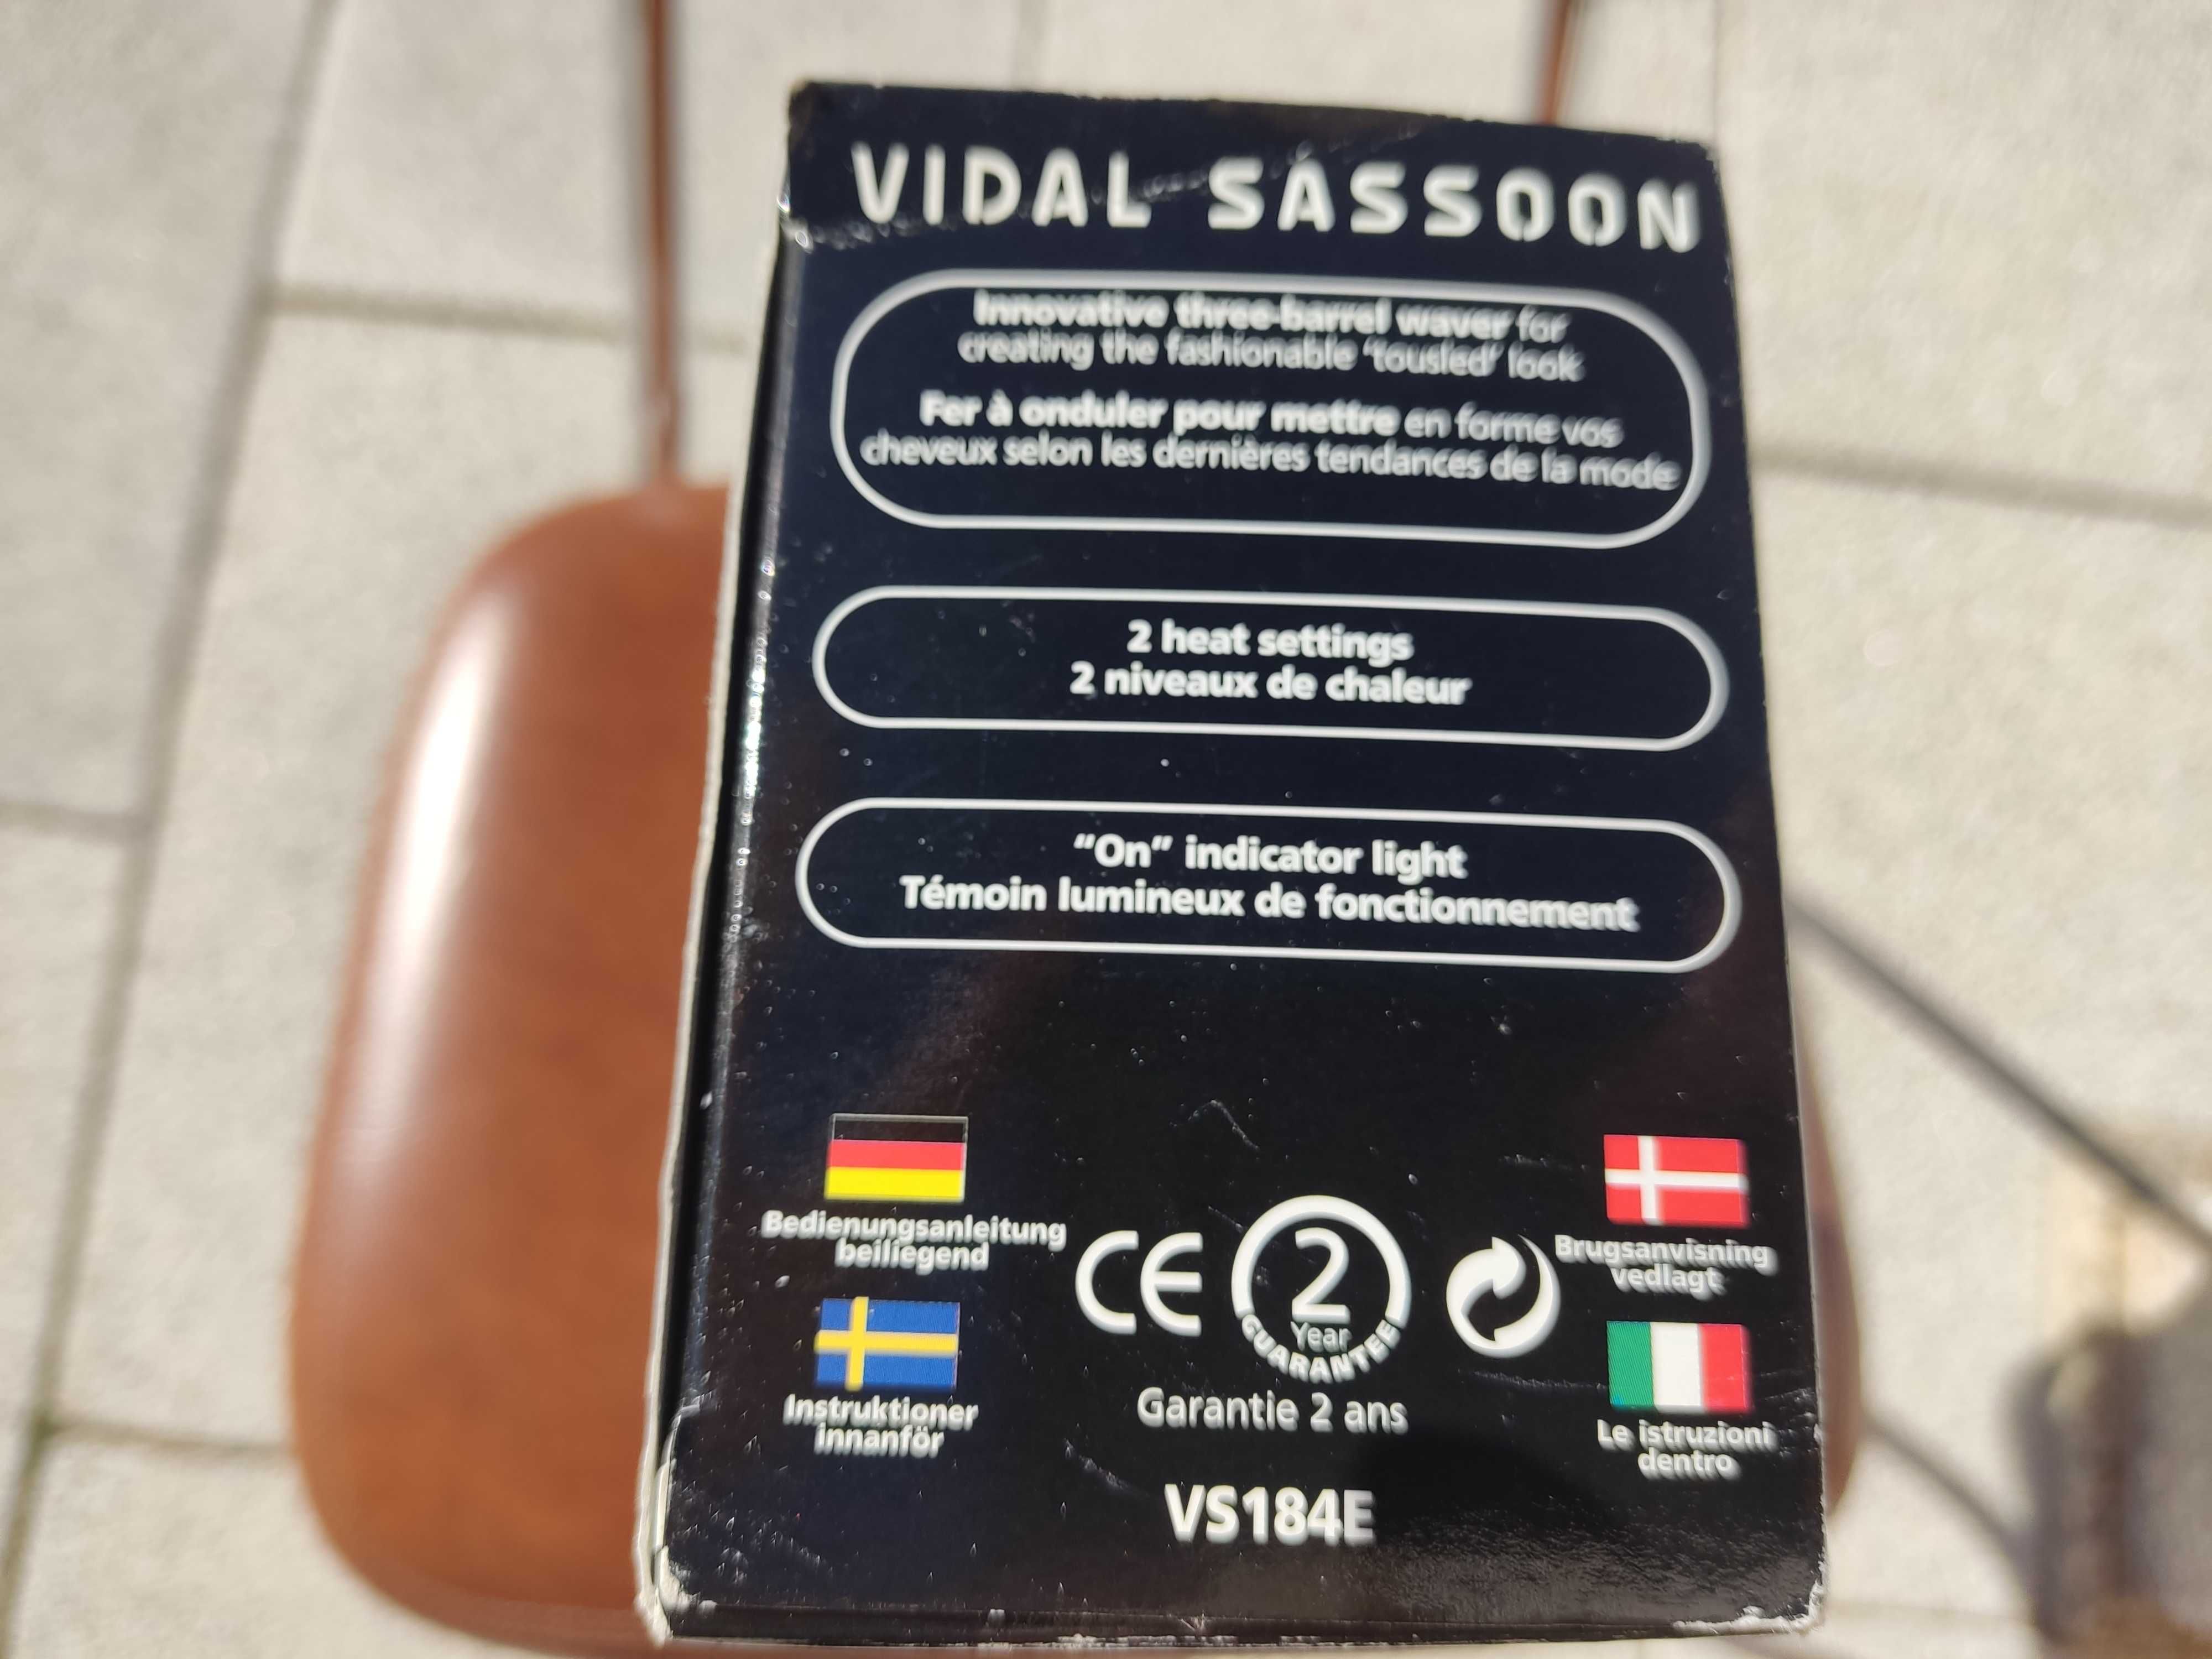 VIDAL SASSOON
Innovative three-barrel waver for
creating the fashionable 'tousled' look
Fer à onduler pour mettre en forme vos
cheveux selon les dernières tendances de la mode
2 heat settings
2 niveaux de chaleur
"On" indicator light
Témoin lumineux de fonctionnement
Bedienungsanleitung
beiliegend
Instruktioner
innanför
CE
2
Year
GUARANTEE
Garantie 2 ans
Brugsanvisning
vedlagt
Le istruzioni
dentro
VS184E